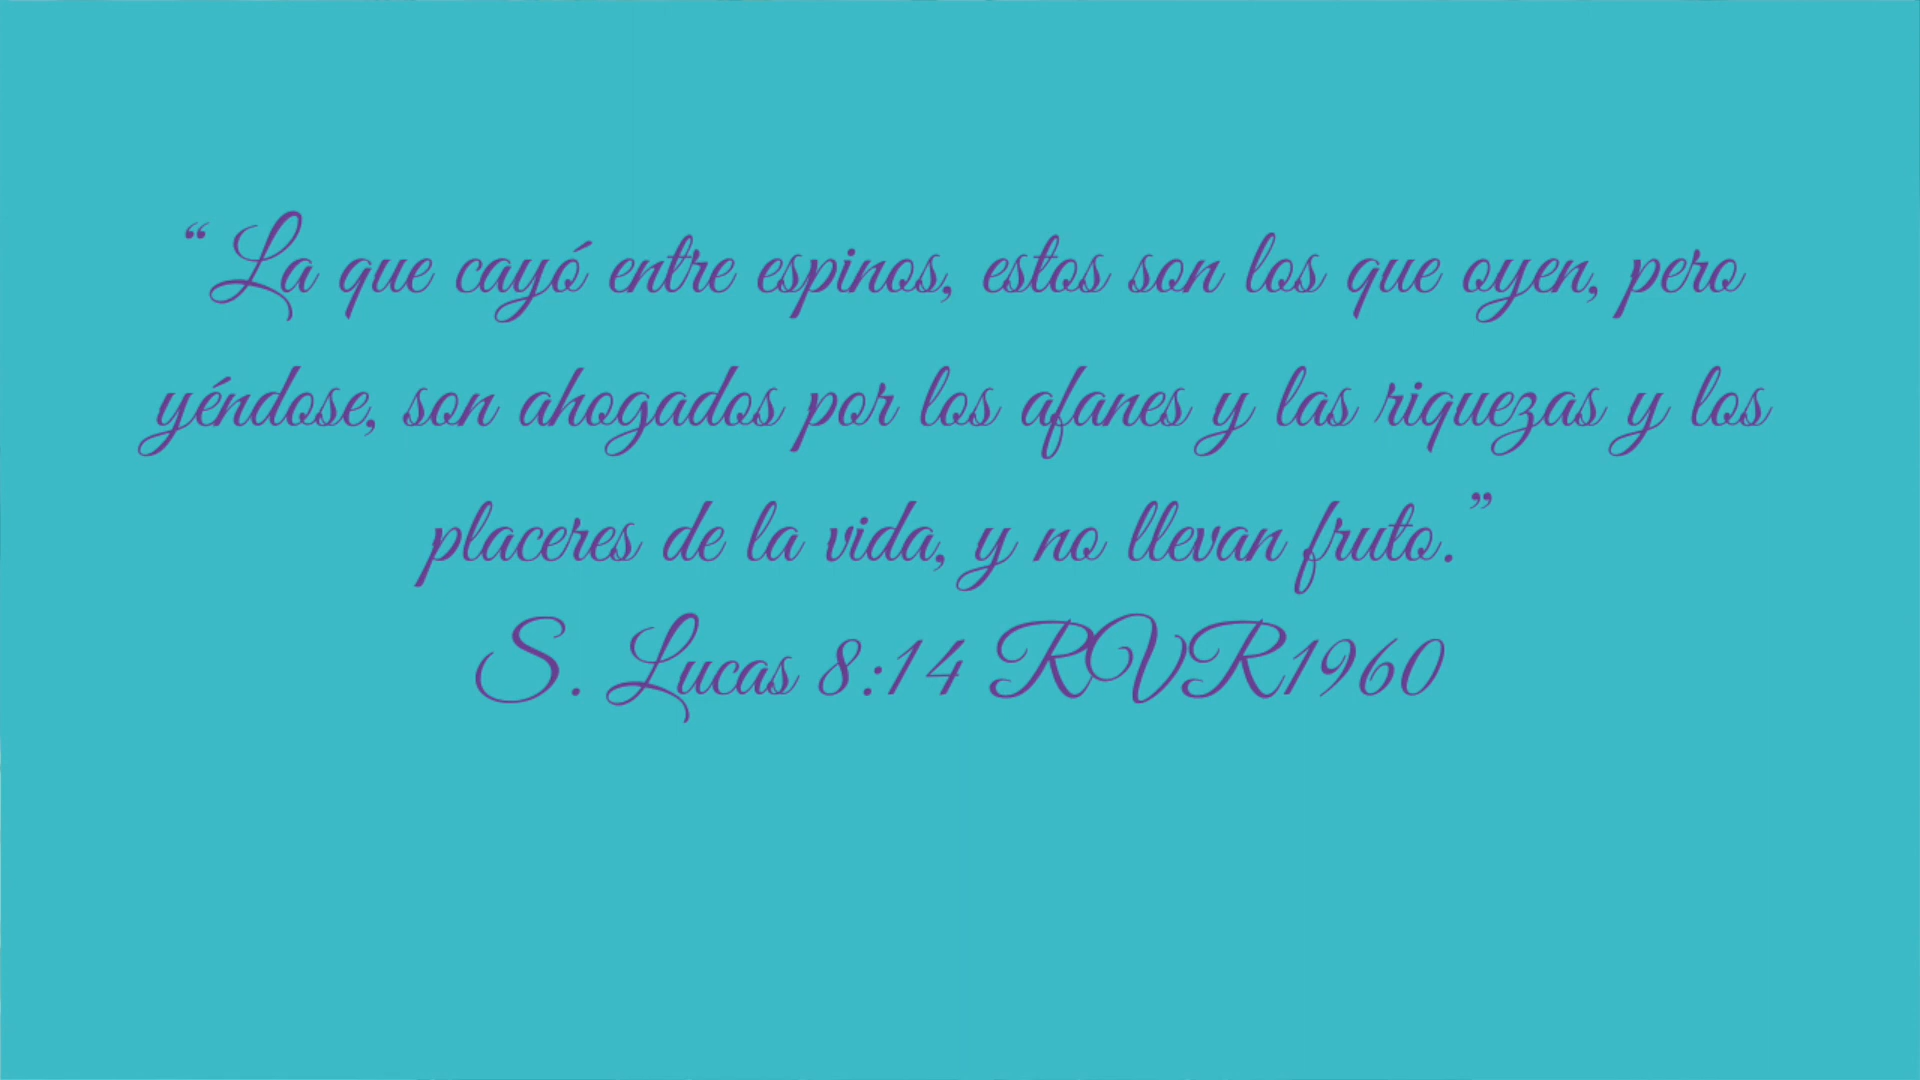 “La que cayó entre espinos, estos son los que oyen, pero
yéndose, son ahogados por los afanes y las riquezas y los
placeres de la vida, y no llevan fruto.”
S. Lucas 8:14 RVR1960